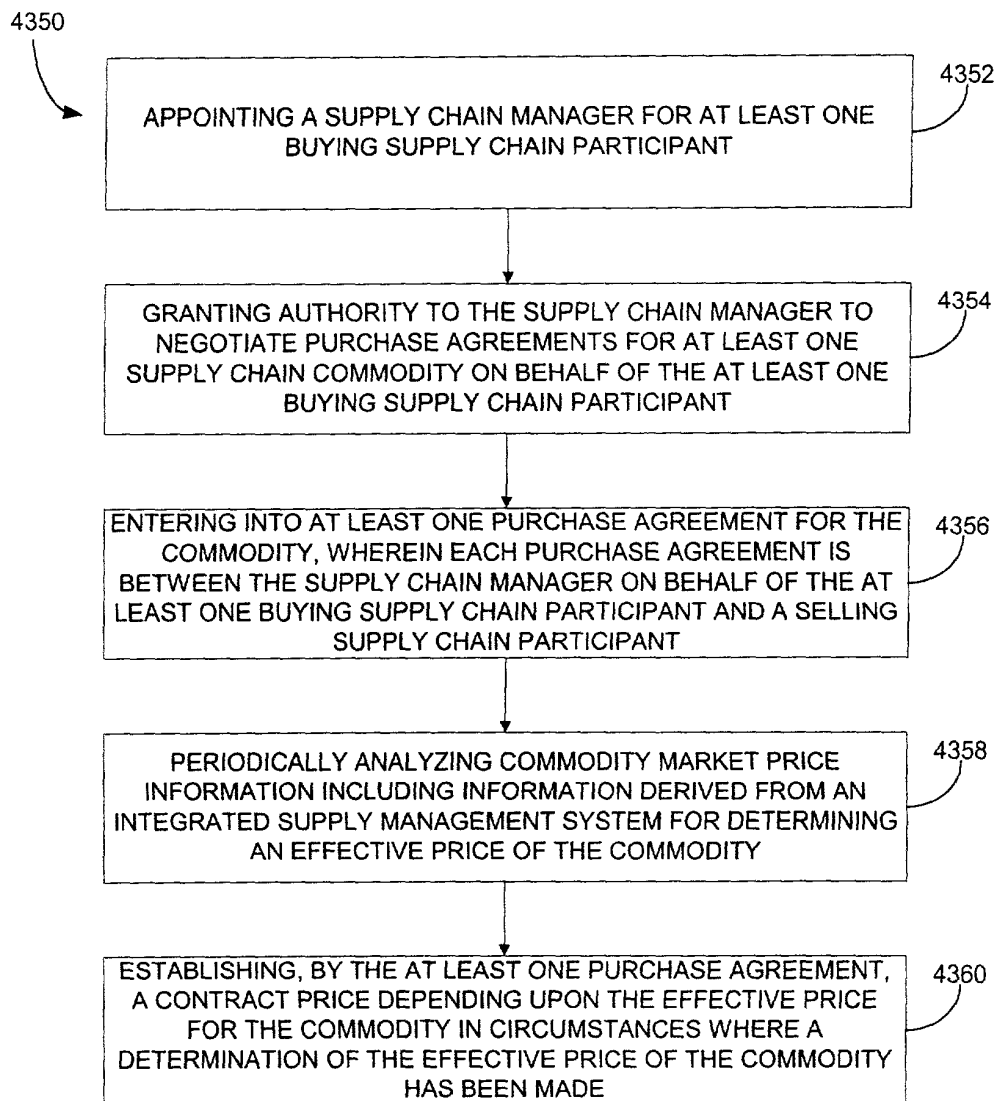 4350
4352
APPOINTING A SUPPLY CHAIN MANAGER FOR AT LEAST ONE
BUYING SUPPLY CHAIN PARTICIPANT
4354
GRANTING AUTHORITY TO THE SUPPLY CHAIN MANAGER TO
NEGOTIATE PURCHASE AGREEMENTS FOR AT LEAST ONE
SUPPLY CHAIN COMMODITY ON BEHALF OF THE AT LEAST ONE
BUYING SUPPLY CHAIN PARTICIPANT
4356
ENTERING INTO AT LEAST ONE PURCHASE AGREEMENT FOR THE
COMMODITY, WHEREIN EACH PURCHASE AGREEMENT IS
BETWEEN THE SUPPLY CHAIN MANAGER ON BEHALF OF THE AT
LEAST ONE BUYING SUPPLY CHAIN PARTICIPANT AND A SELLING
SUPPLY CHAIN PARTICIPANT
4358
PERIODICALLY ANALYZING COMMODITY MARKET PRICE
INFORMATION INCLUDING INFORMATION DERIVED FROM AN
INTEGRATED SUPPLY MANAGEMENT SYSTEM FOR DETERMINING
AN EFFECTIVE PRICE OF THE COMMODITY
4360
ESTABLISHING, BY THE AT LEAST ONE PURCHASE AGREEMENT,
A CONTRACT PRICE DEPENDING UPON THE EFFECTIVE PRICE
FOR THE COMMODITY IN CIRCUMSTANCES WHERE A
DETERMINATION OF THE EFFECTIVE PRICE OF THE COMMODITY
HAS BEEN MADE